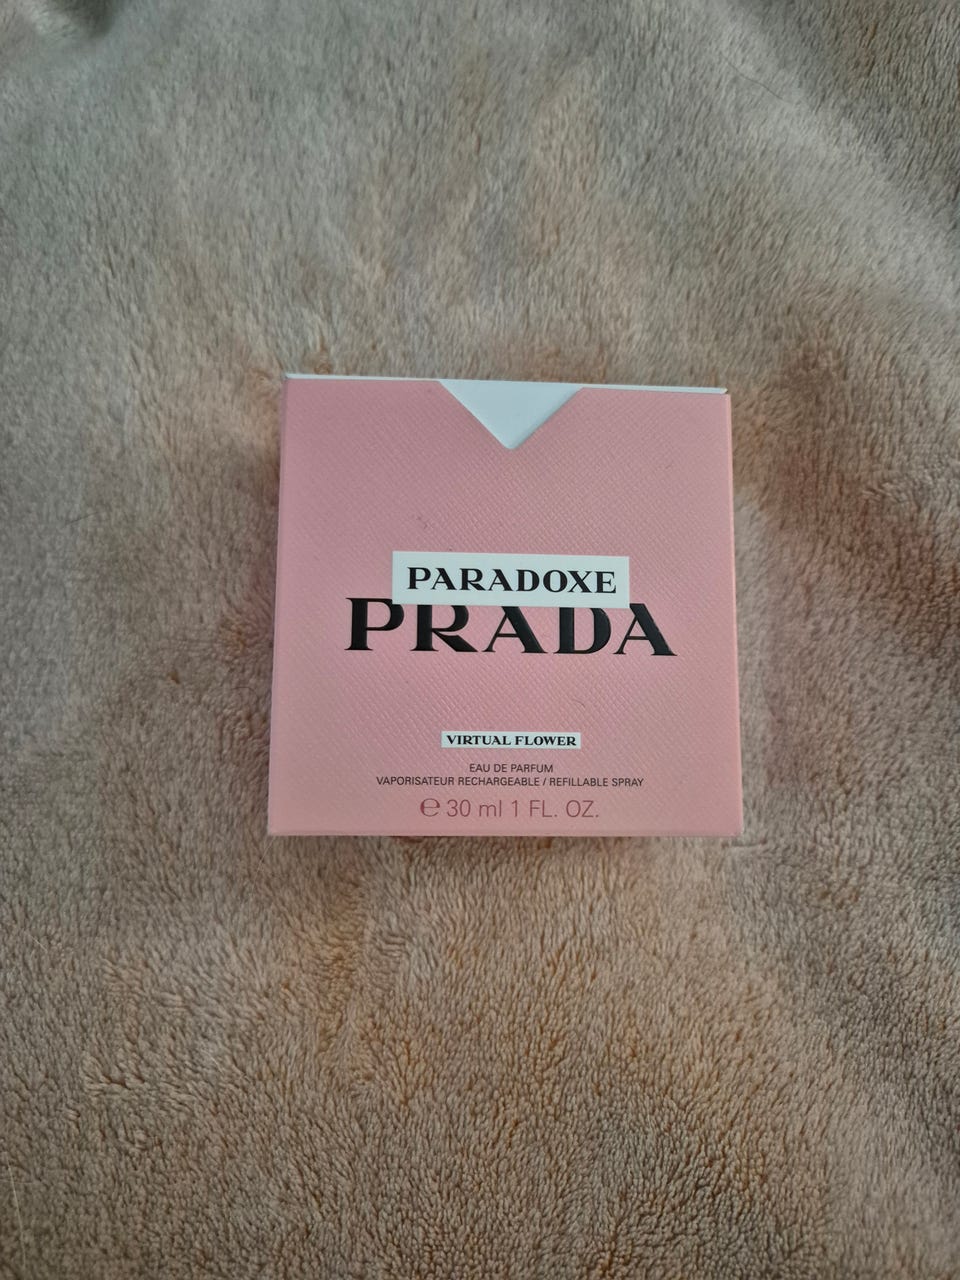 PARADOXE
PRADA
VIRTUAL FLOWER
EAU DE PARFUM
VAPORISATEUR RECHARGEABLE / REFILLABLE SPRAY
℮ 30 ml 1 FL. OZ.